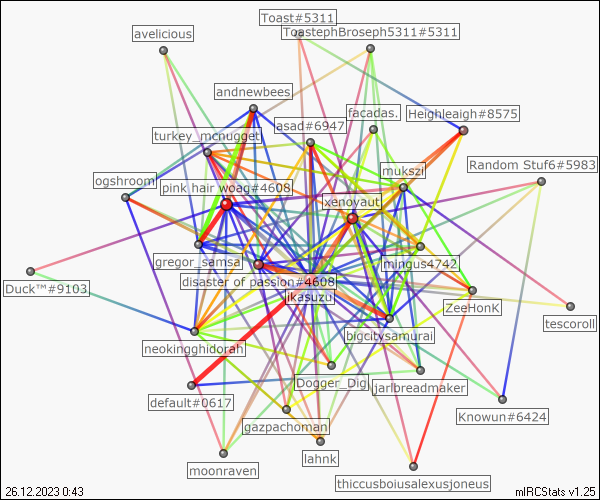 Toast#5311
ToastephBroseph5311#5311
avelicious
andnewbees
facadas.
Heighleaigh#8575
asad#6947
turkey_mcnugget
Random Stuf6#5983
mukszi
ogshroom
pink hair woag#4608
xenoyaut
gregor_samsa
mingus4742
disaster of passion#4608
Duck™#9103
ikasuzu
ZeeHonK
tescoroll
bigcitysamurai
neokingghidorah
Dogger_Dig
jarlbreadmaker
default#0617
Knowun#6424
gazpachoman
lahnk
moonraven
thiccusboiusalexusjoneus
26.12.2023 0:43
mIRCStats v1.25